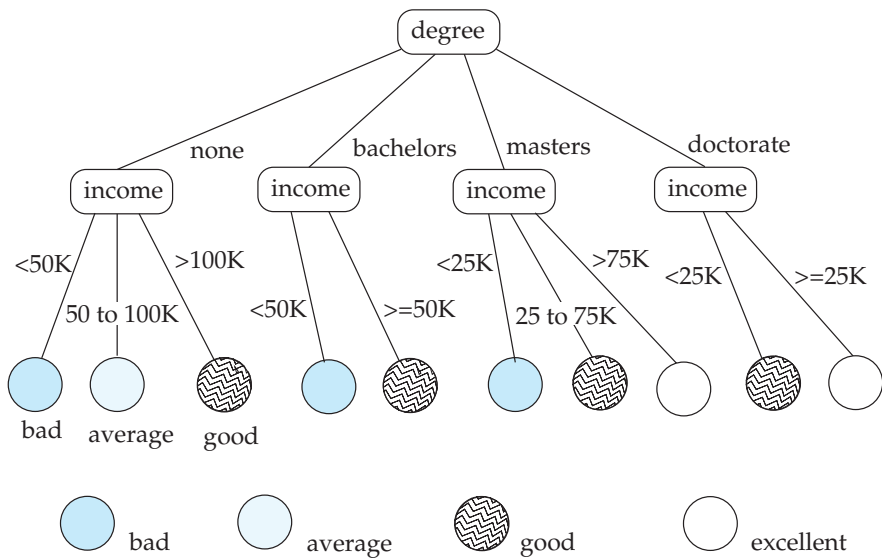 degree
none
bachelors
masters
doctorate
income
income
income
income
<50K
50 to 100K
>100K
<50K
>=50K
<25K
25 to 75K
>75K
<25K
>=25K
bad
average
good
bad
average
good
excellent